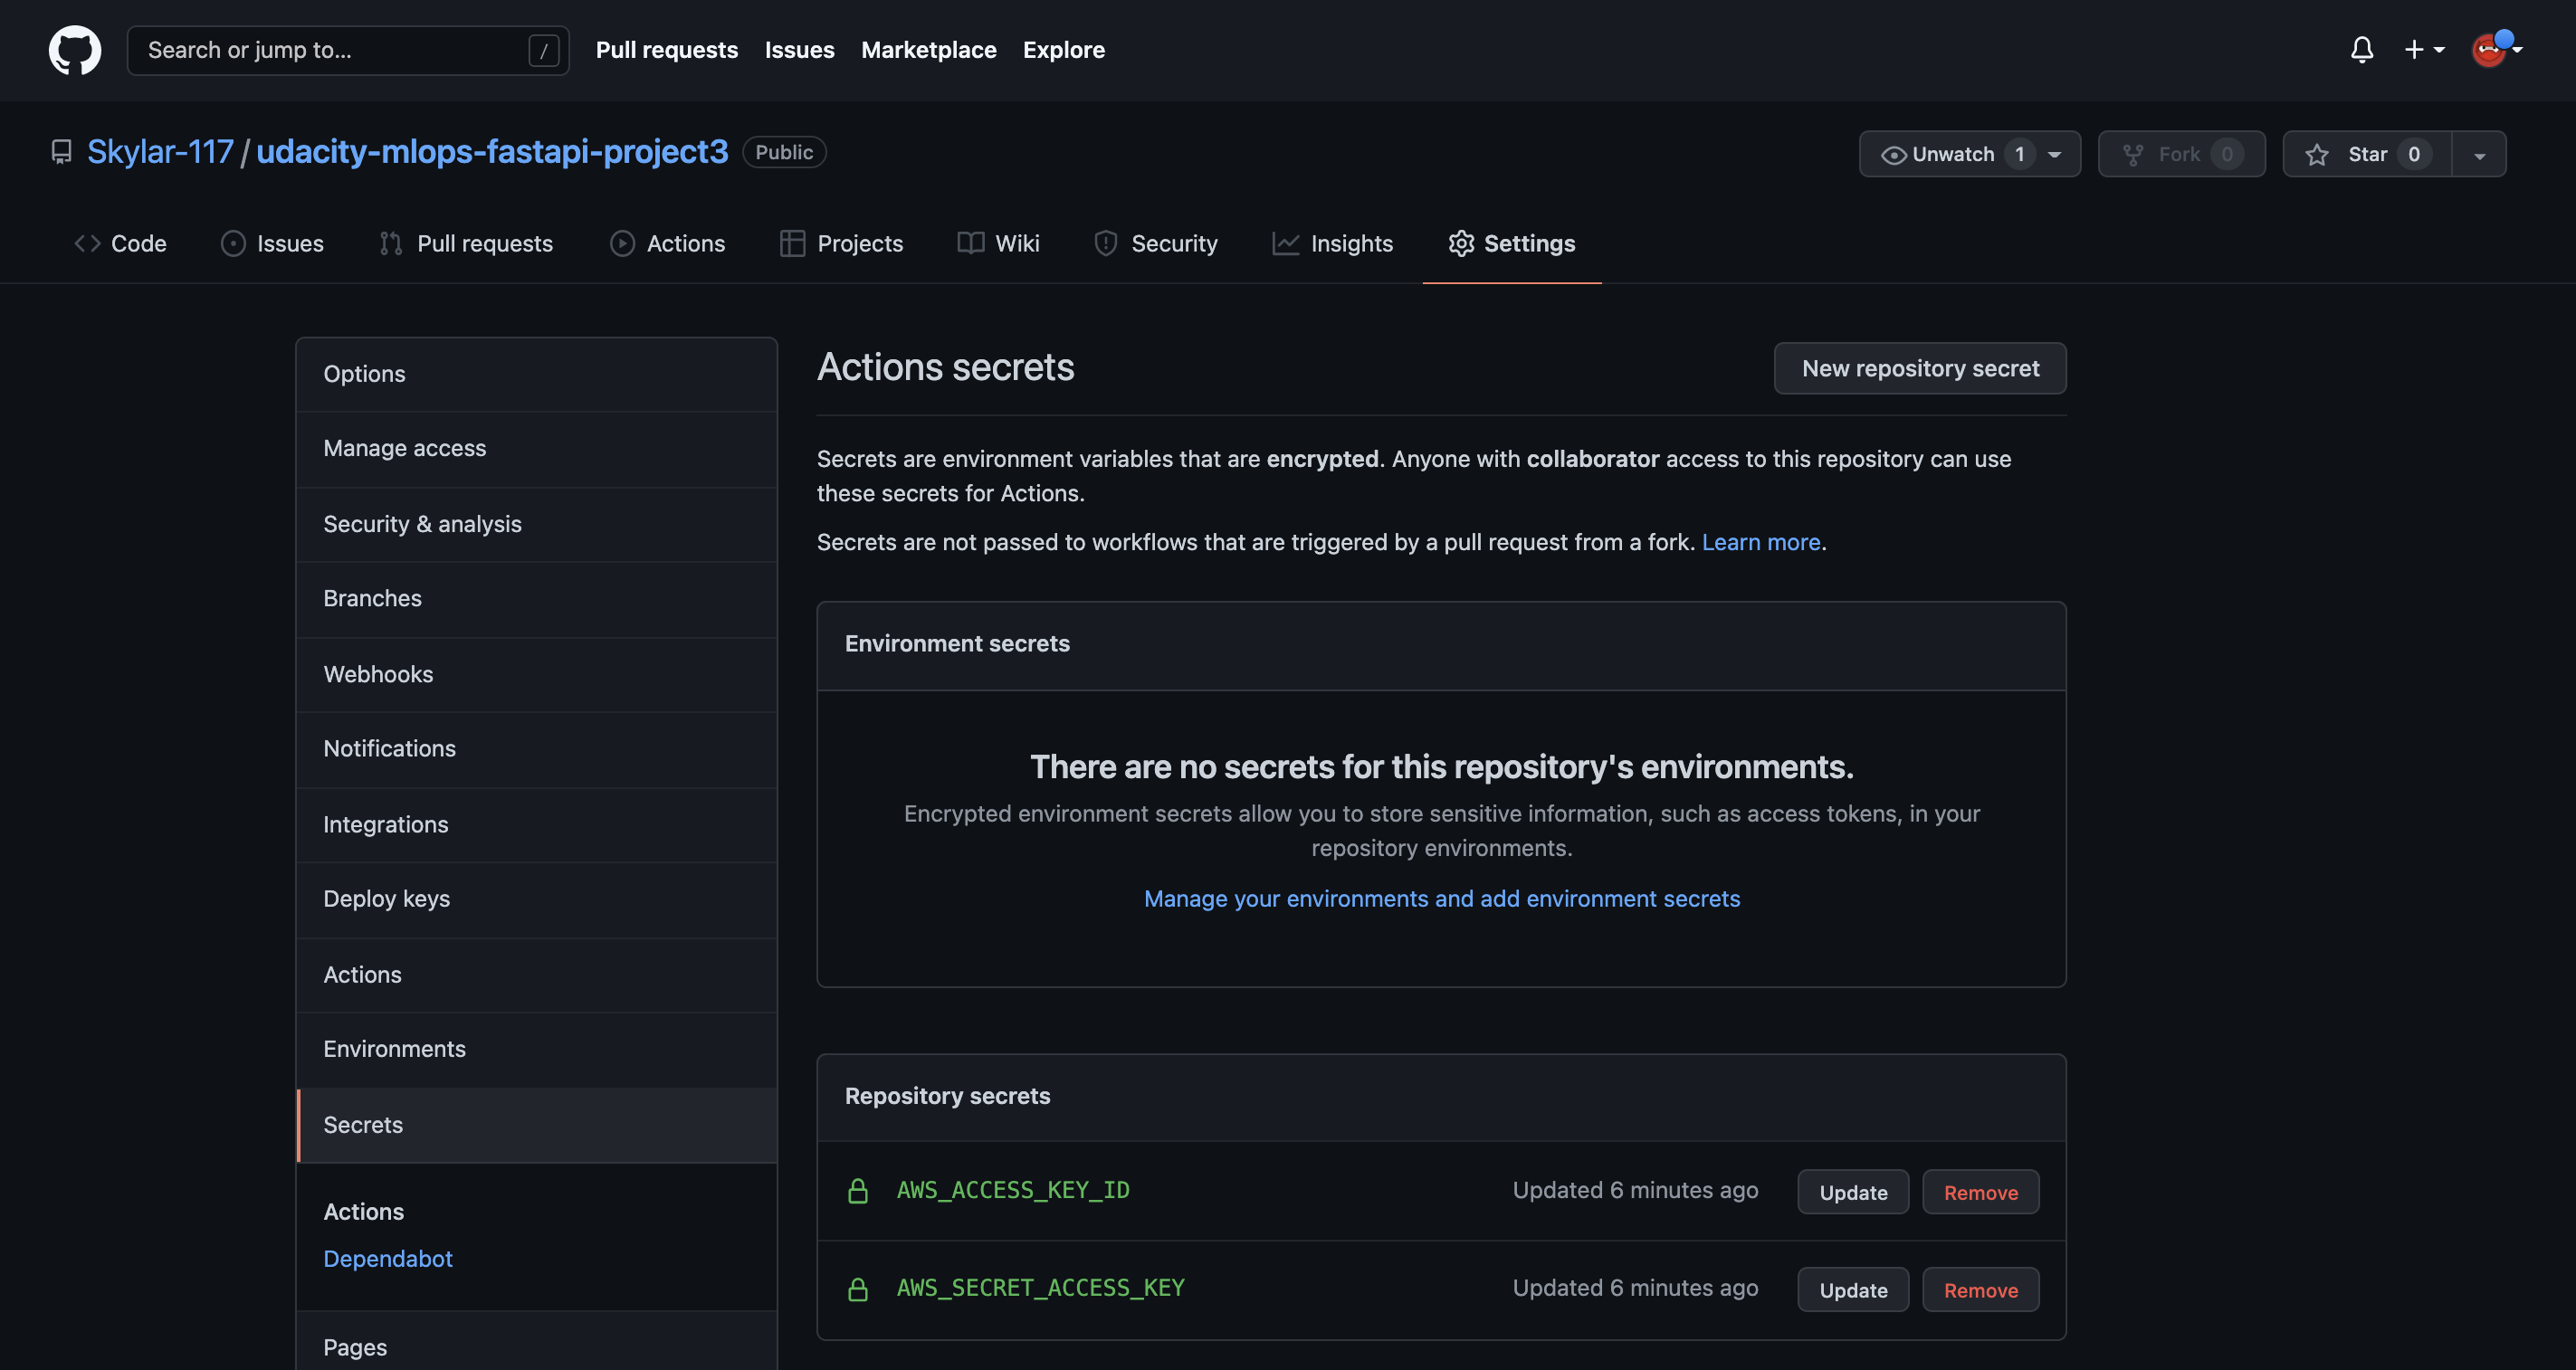 Search or jump to... /
Pull requests Issues Marketplace Explore
Skylar-117 / udacity-mlops-fastapi-project3 Public
Unwatch 1 Fork 0 Star 0
Code Issues Pull requests Actions Projects Wiki Security Insights Settings
Options
Manage access
Security & analysis
Branches
Webhooks
Notifications
Integrations
Deploy keys
Actions
Environments
Secrets
Actions
Dependabot
Pages
Actions secrets
New repository secret
Secrets are environment variables that are encrypted. Anyone with collaborator access to this repository can use
these secrets for Actions.
Secrets are not passed to workflows that are triggered by a pull request from a fork. Learn more.
Environment secrets
There are no secrets for this repository's environments.
Encrypted environment secrets allow you to store sensitive information, such as access tokens, in your
repository environments.
Manage your environments and add environment secrets
Repository secrets
AWS_ACCESS_KEY_ID Updated 6 minutes ago Update Remove
AWS_SECRET_ACCESS_KEY Updated 6 minutes ago Update Remove